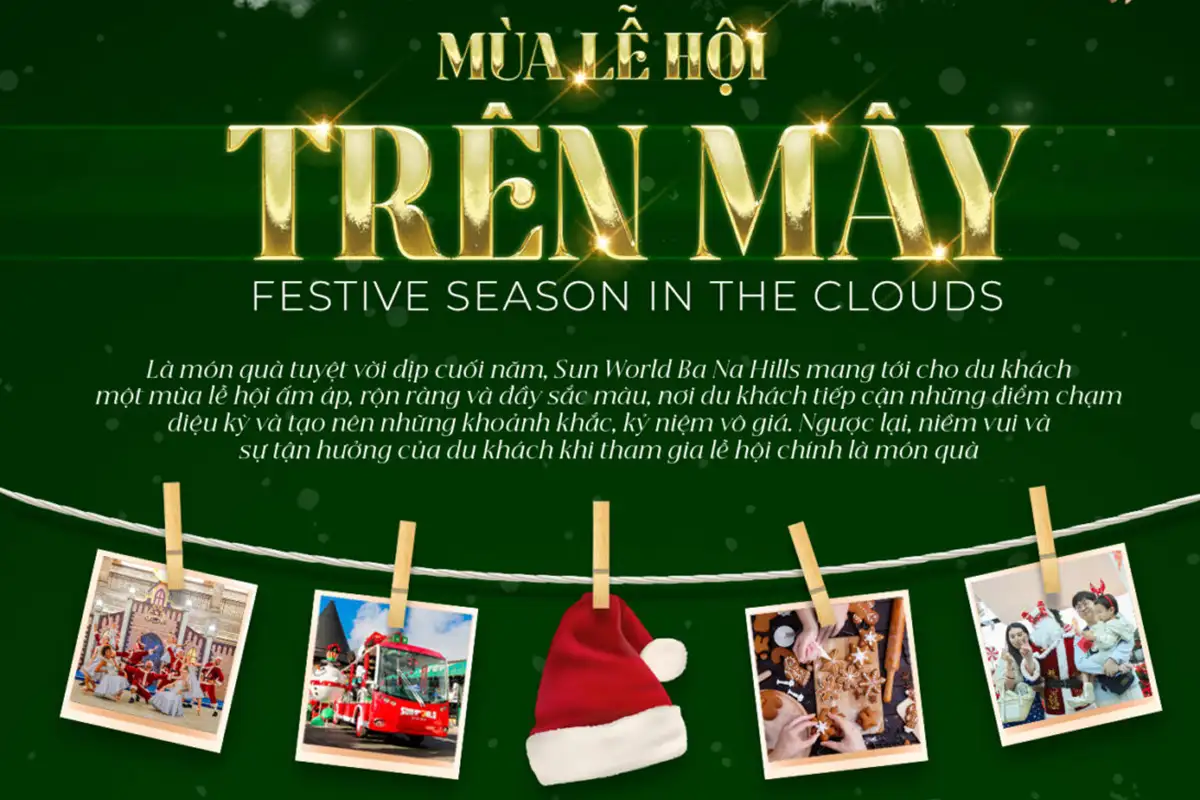 MÙA LỄ HỘI
TRÊN MÂY
FESTIVE SEASON IN THE CLOUDS
Là món quà tuyệt vời dịp cuối năm, Sun World Ba Na Hills mang tới cho du khách
một mùa lễ hội ấm áp, rộn ràng và đầy sắc màu, nơi du khách tiếp cận những điểm chạm
diệu kỳ và tạo nên những khoảnh khắc, kỷ niệm vô giá. Ngược lại, niềm vui và
sự tận hưởng của du khách khi tham gia lễ hội chính là món quà
SUN WORLD